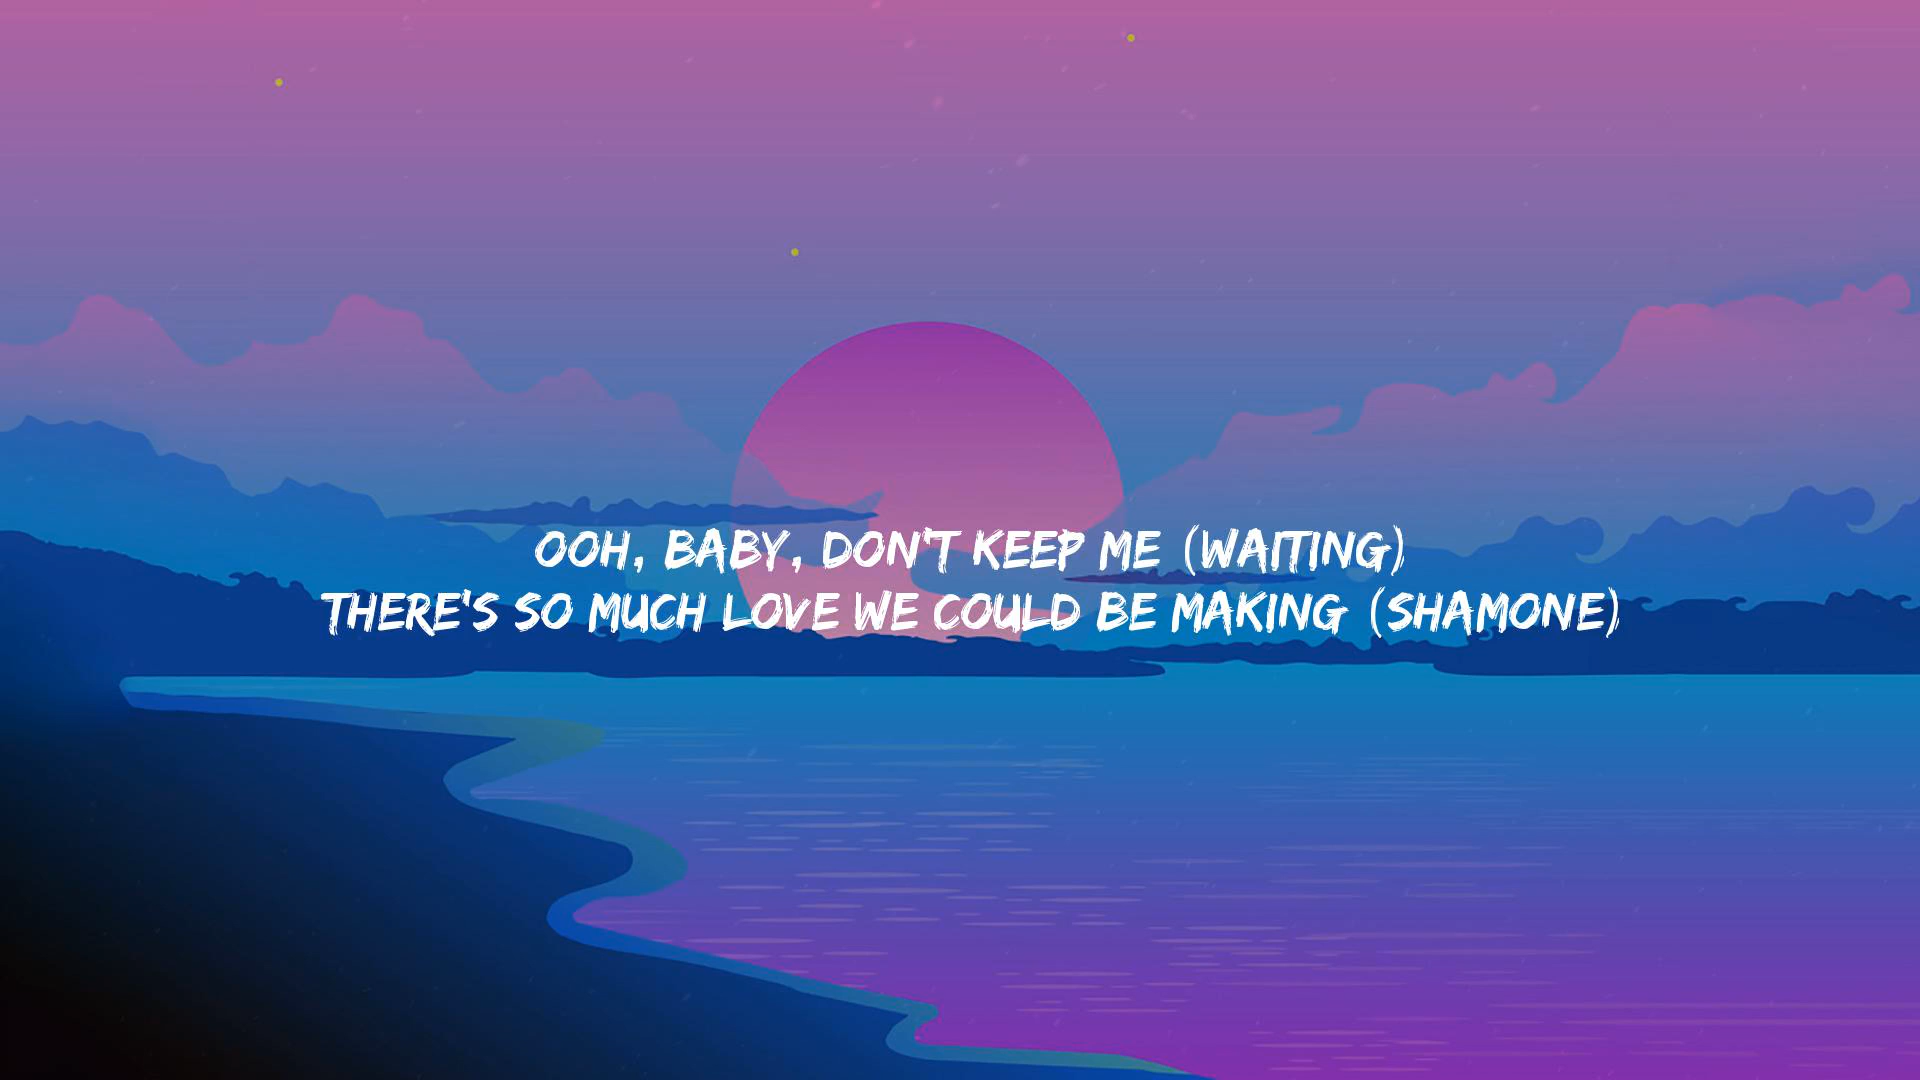 OOH, BABY, DON'T KEEP ME (WAITING)
THERE'S SO MUCH LOVE WE COULD BE MAKING (SHAMONE)